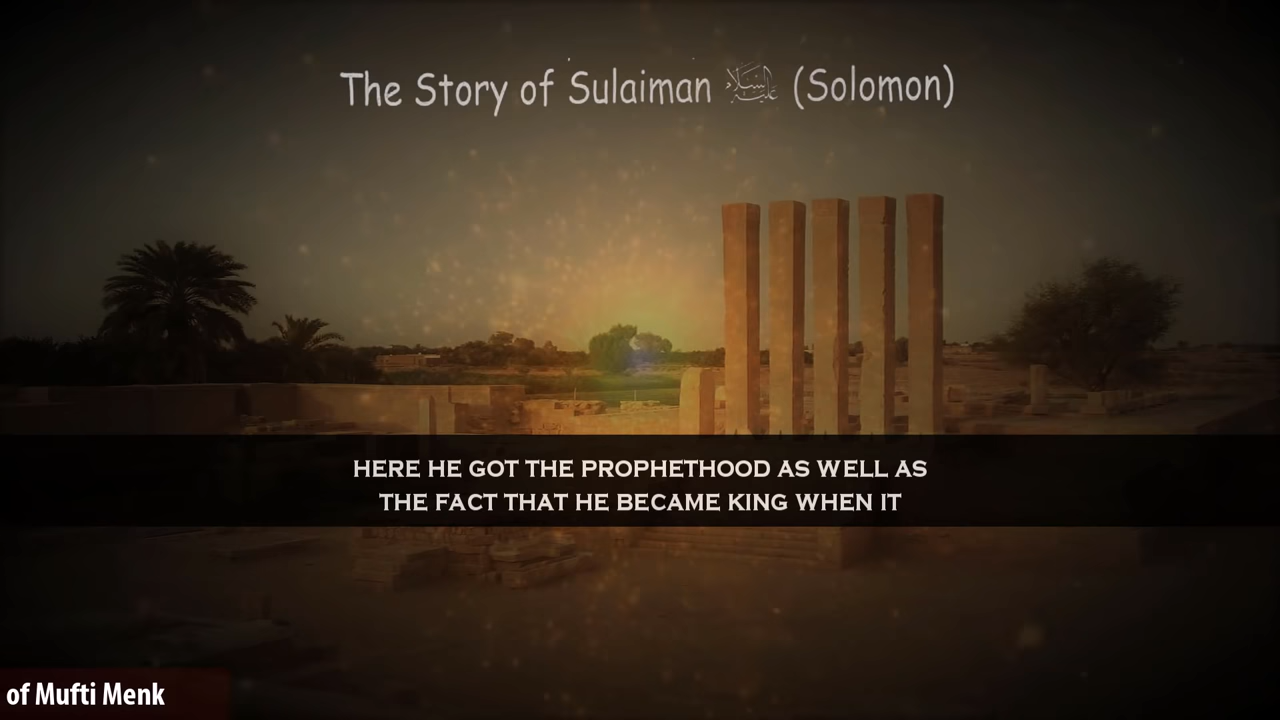 The Story of Sulaiman عليه السلام (Solomon)
HERE HE GOT THE PROPHETHOOD AS WELL AS
THE FACT THAT HE BECAME KING WHEN IT
of Mufti Menk